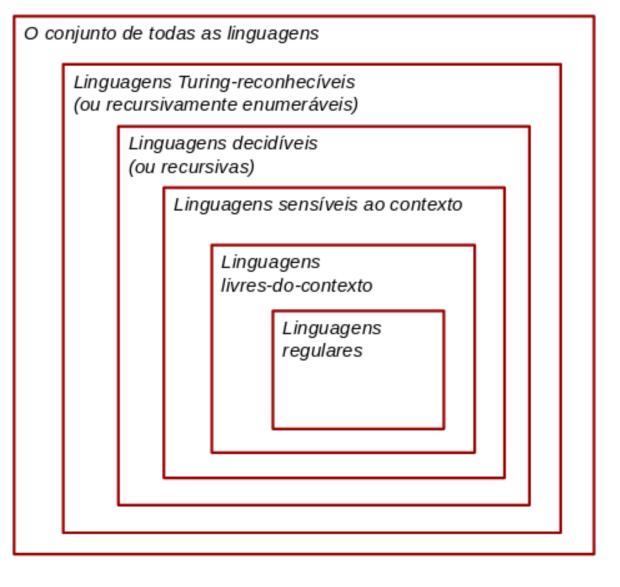 O conjunto de todas as linguagens
Linguagens Turing-reconhecíveis
(ou recursivamente enumeráveis)
Linguagens decidíveis
(ou recursivas)
Linguagens sensíveis ao contexto
Linguagens
livres-do-contexto
Linguagens
regulares